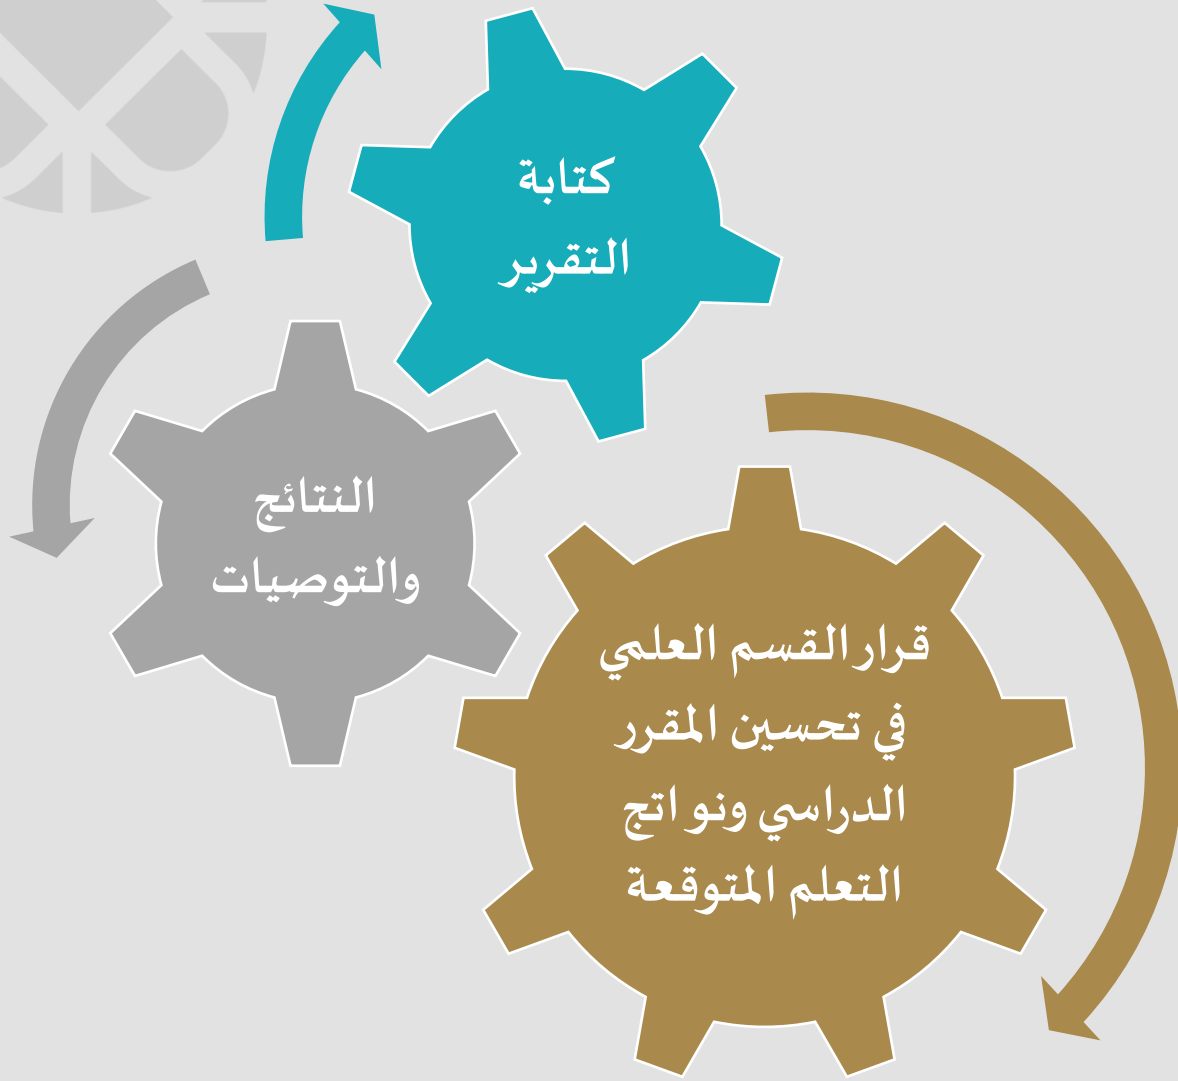 كتابة
التقرير
النتائج
والتوصيات
قرار القسم العلمي
في تحسين المقرر
الدراسي ونواتج
التعلم المتوقعة